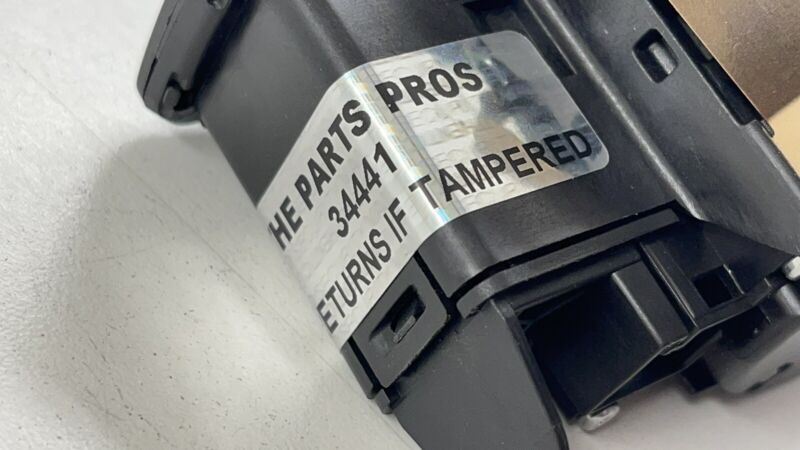 HE PARTS PROS
34441
ETURNS IF TAMPERED